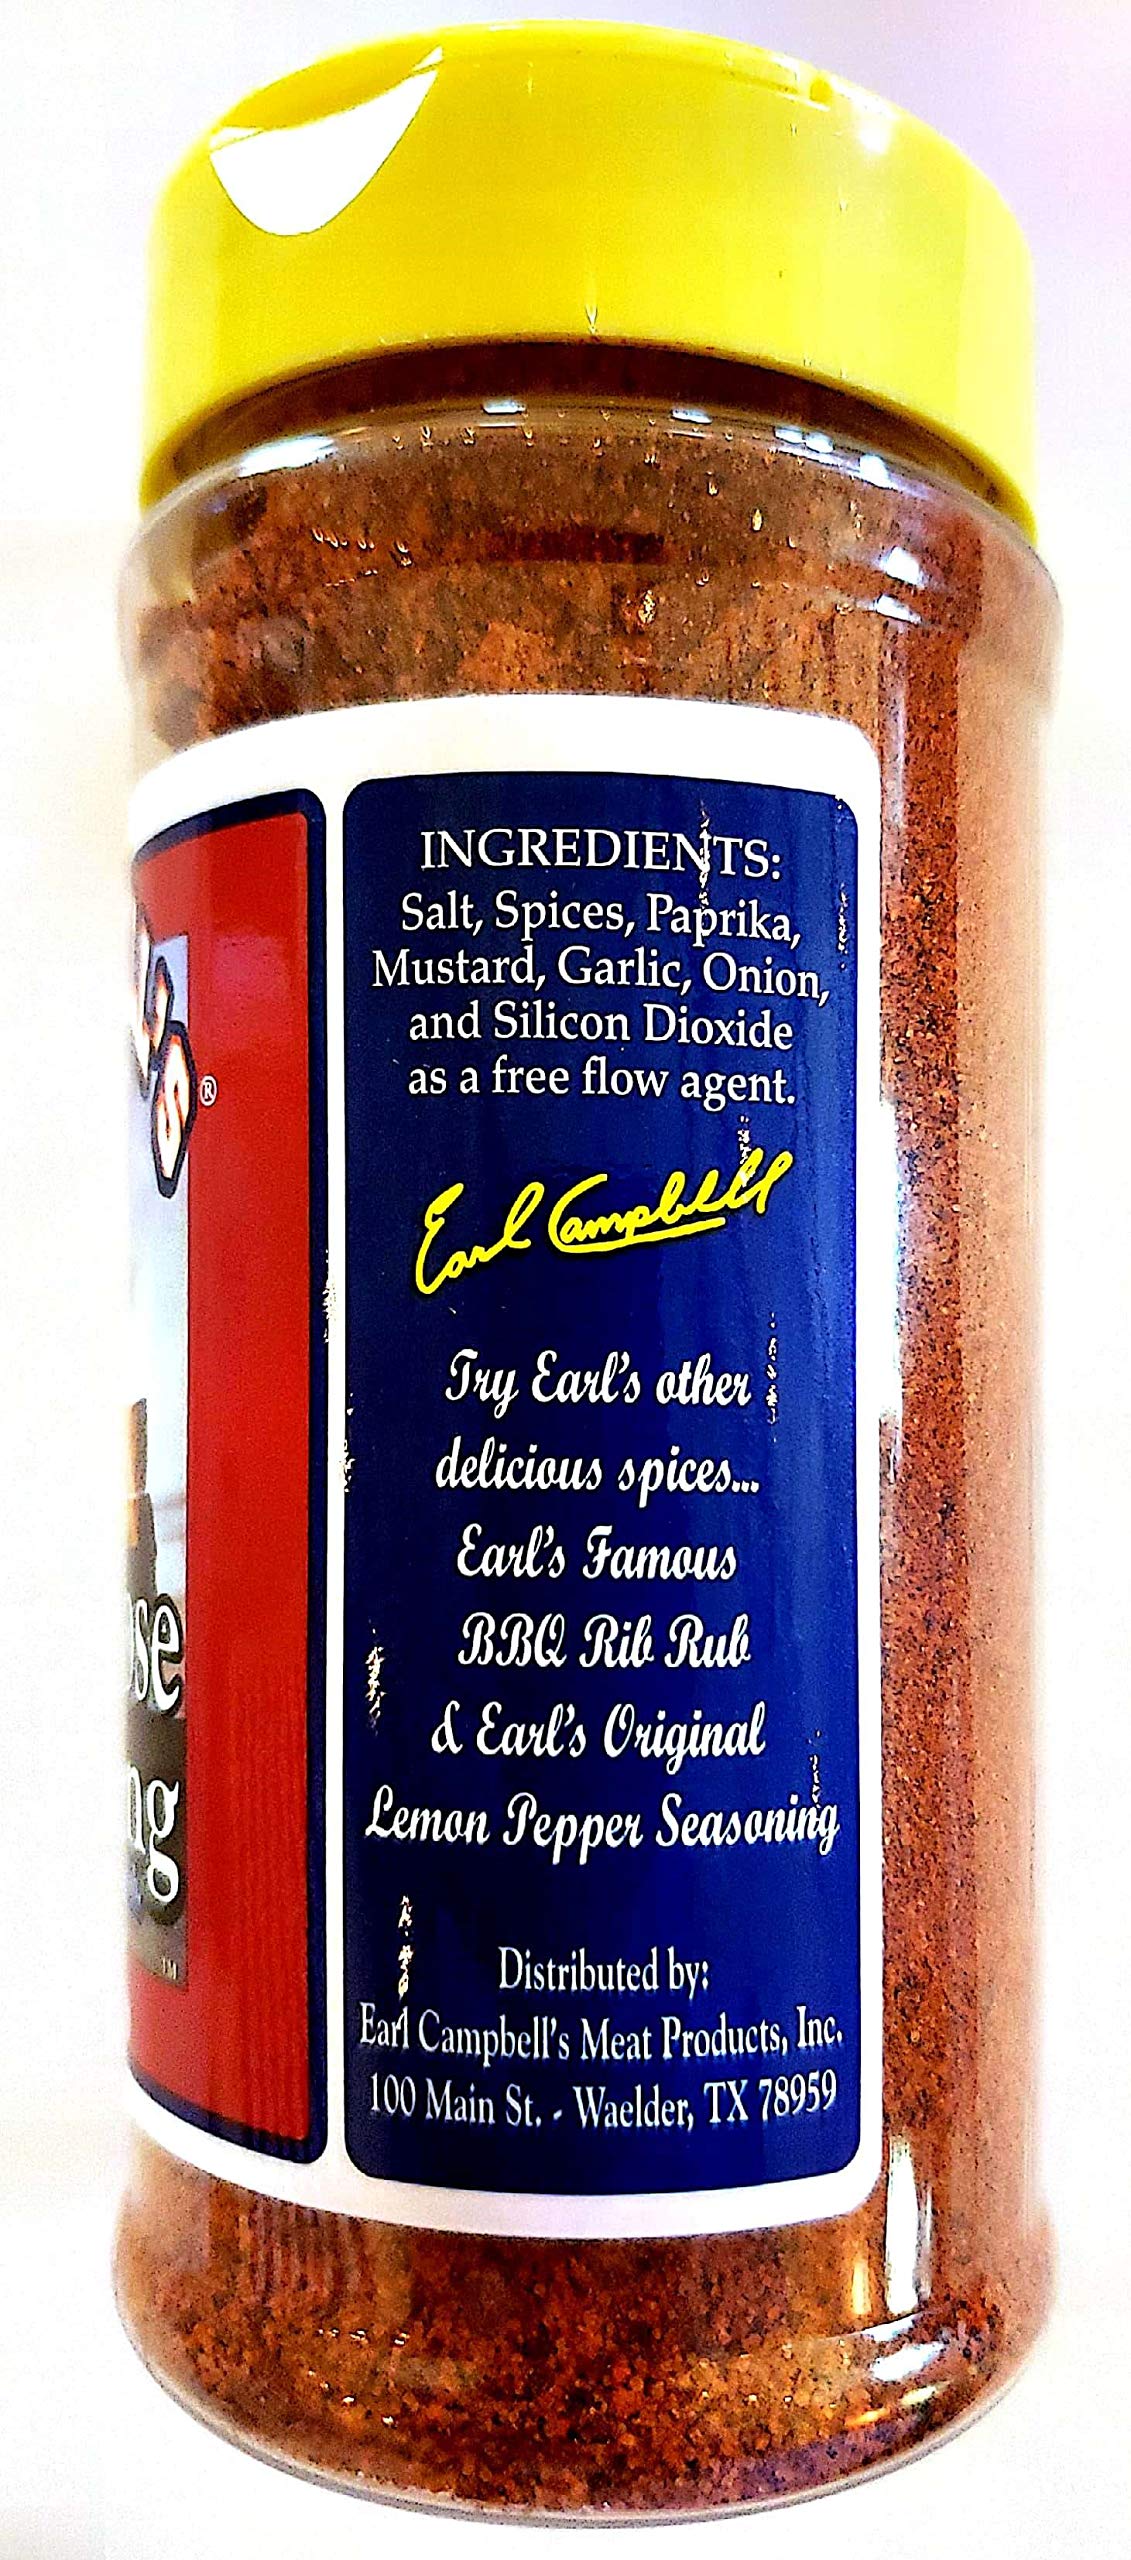 INGREDIENTS:
Salt, Spices, Paprika,
Mustard, Garlic, Onion,
and Silicon Dioxide
as a free flow agent.
Earl Campbell
Try Earl's other
delicious spices...
Earl's Famous
BBQ Rib Rub
& Earl's Original
Lemon Pepper Seasoning
Distributed by:
Earl Campbell's Meat Products, Inc.
100 Main St. - Waelder, TX 78959
®
TM